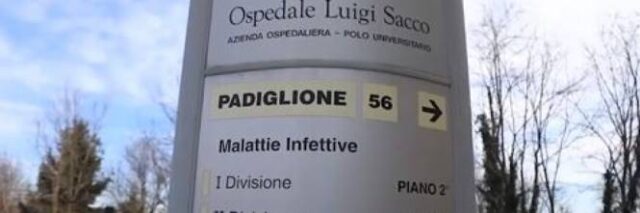 Ospedale Luigi Sacco
AZIENDA OSPEDALIERA – POLO UNIVERSITARIO
PADIGLIONE 56 →
Malattie Infettive
I Divisione PIANO 2°